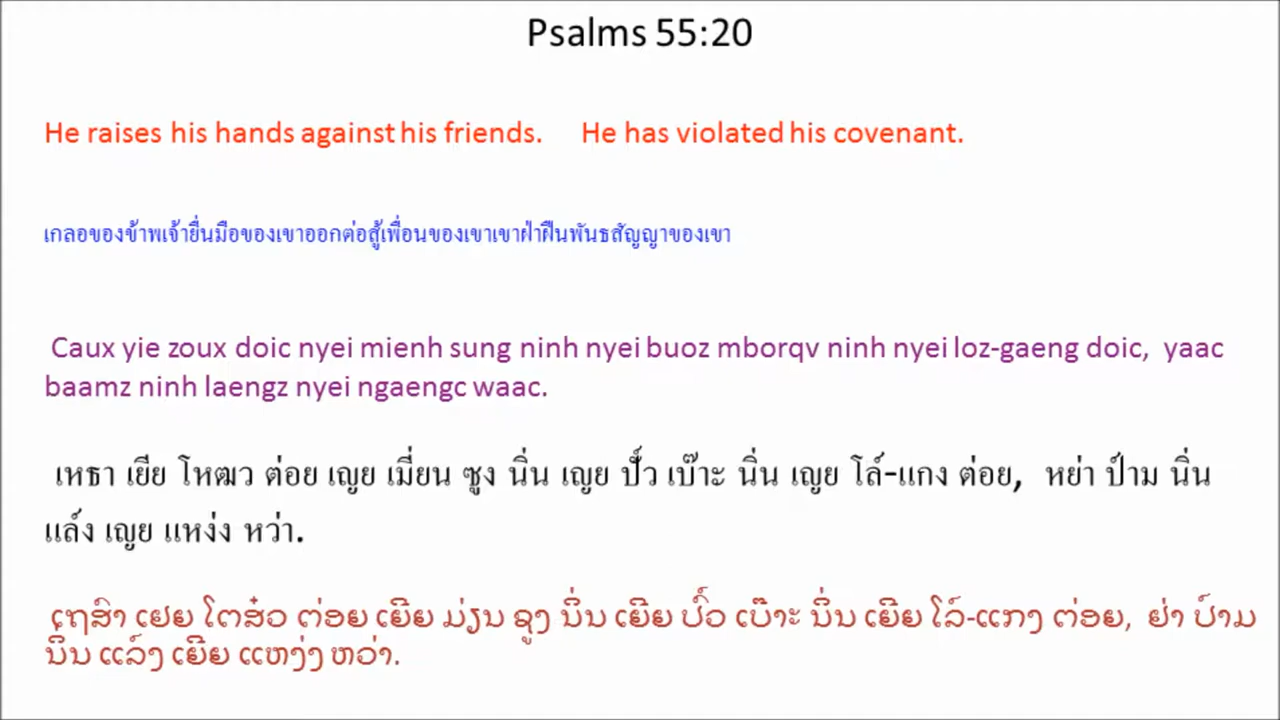 Psalms 55:20
He raises his hands against his friends. He has violated his covenant.
เกลอของข้าพเจ้ายื่นมือของเขาออกต่อสู้เพื่อนของเขาเขาฝ่าฝืนพันธสัญญาของเขา
Caux yie zoux doic nyei mienh sung ninh nyei buoz mborqv ninh nyei loz-gaeng doic, yaac
baamz ninh laengz nyei ngaengc waac.
เหธา เยีย โหฒว ต่อย เญย เมี่ยน ซูง นิ่น เญย ปั์ว เบ๊าะ นิ่น เญย โล์-แกง ต่อย, หย่า ป์าม นิ่น
แล์ง เญย แหง่ง หว่า.
ເຖສົາ ເຢຍ ໂຕສ໋ວ ຕ່อຍ ເຍີຍ ມ່ຽນ ຊູງ ນິ່ນ ເຍີຍ ປົ໌ວ ເບ໊າະ ນິ່ນ ເຍີຍ ໂລ໌-ແກງ ຕ່ອຍ, ຢ່າ ປ໌າມ
ນິ່ນ ແລ໌ງ ເຍີຍ ແຫງ່ງ ຫວ່າ.